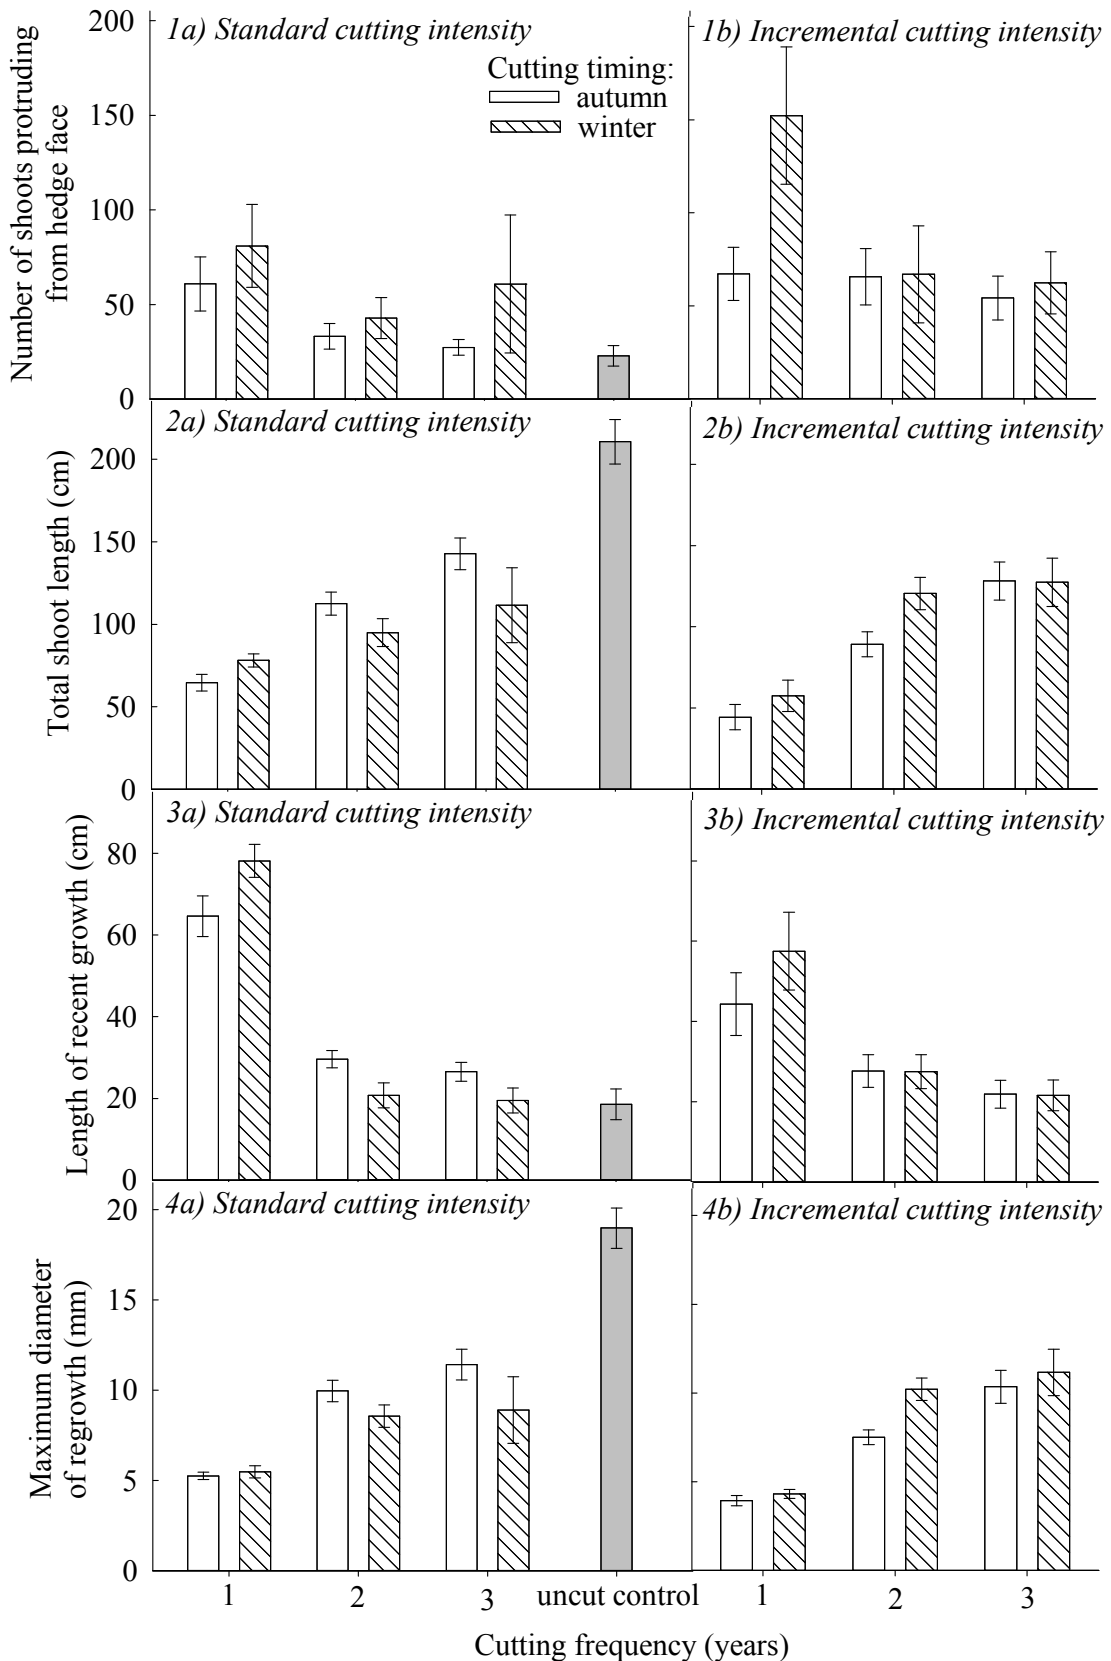 1a) Standard cutting intensity
1b) Incremental cutting intensity
Cutting timing:
autumn
winter
Number of shoots protruding
from hedge face
200
150
100
50
0
2a) Standard cutting intensity
2b) Incremental cutting intensity
Total shoot length (cm)
200
150
100
50
0
3a) Standard cutting intensity
3b) Incremental cutting intensity
Length of recent growth (cm)
80
60
40
20
0
4a) Standard cutting intensity
4b) Incremental cutting intensity
Maximum diameter
of regrowth (mm)
20
15
10
5
0
1 2 3 uncut control 1 2 3
Cutting frequency (years)